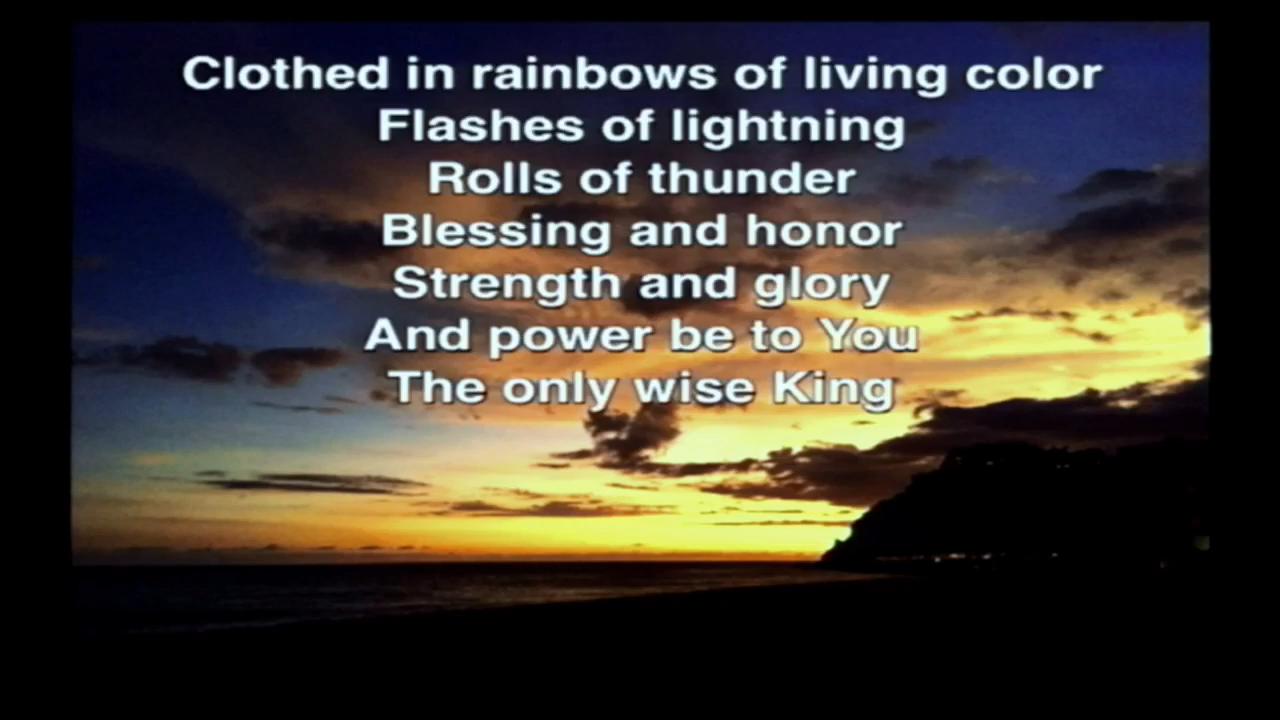 Clothed in rainbows of living color
Flashes of lightning
Rolls of thunder
Blessing and honor
Strength and glory
And power be to You
The only wise King